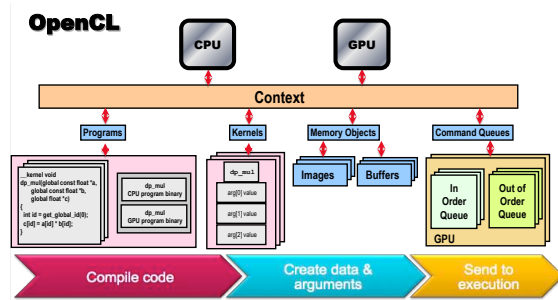 OpenCL
CPU
GPU
Context
Programs
Kernels
Memory Objects
Command Queues
__kernel void
dp_mul(global const float *a,
global const float *b,
global float *c)
{
int id = get_global_id(0);
c[id] = a[id] * b[id];
}
dp_mul
CPU program binary
dp_mul
GPU program binary
dp_mul
arg[0] value
arg[1] value
arg[2] value
Images
Buffers
In
Order
Queue
Out of
Order
Queue
GPU
Compile code
Create data &
arguments
Send to
execution